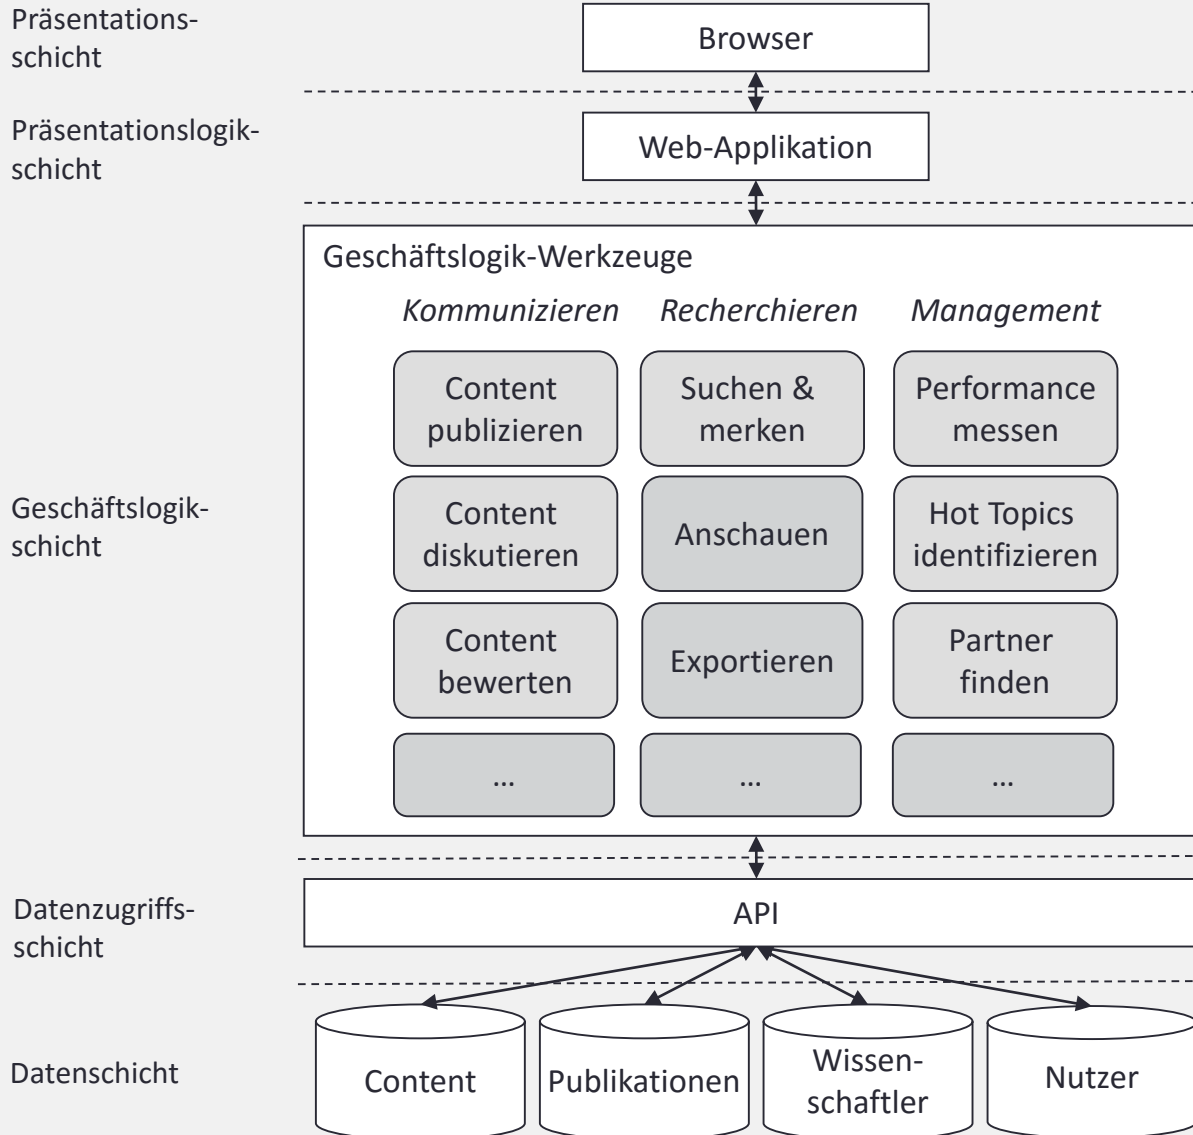 Präsentations-
schicht
Browser
Präsentationslogik-
schicht
Web-Applikation
Geschäftslogik-
schicht
Geschäftslogik-Werkzeuge
Kommunizieren
Recherchieren
Management
Content
publizieren
Suchen &
merken
Performance
messen
Content
diskutieren
Anschauen
Hot Topics
identifizieren
Content
bewerten
Exportieren
Partner
finden
...
...
...
Datenzugriffs-
schicht
API
Datenschicht
Content
Publikationen
Wissen-
schaftler
Nutzer